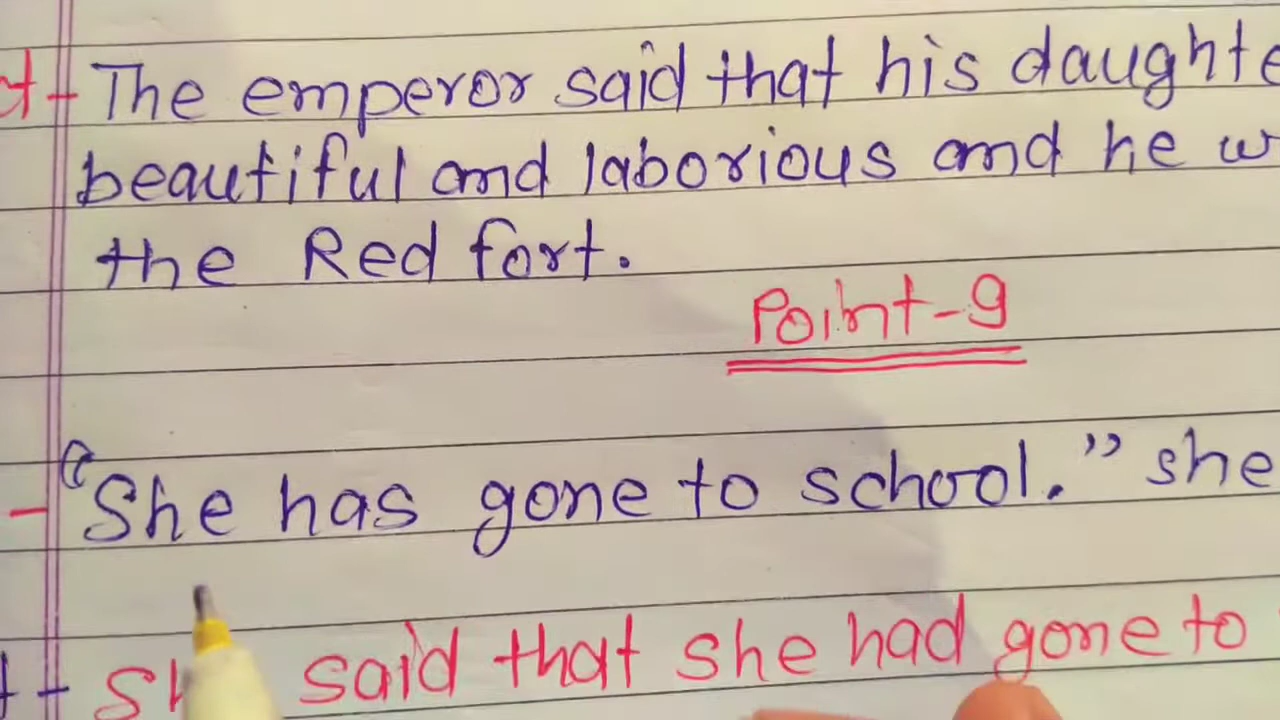 The emperor said that his daughte
beautiful and laborious and he w
the Red fort.
Point-9
- "She has gone to school." she
said that she had gone to